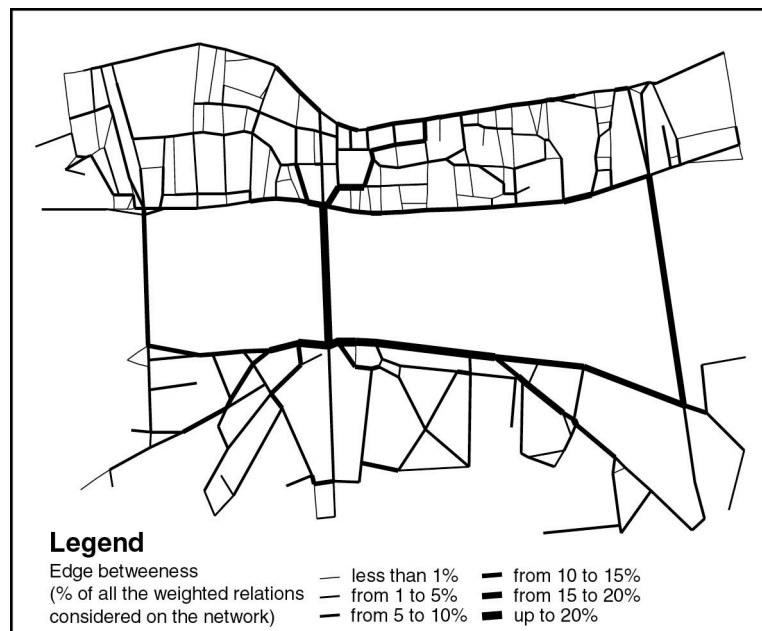 Legend
Edge betweeness
(% of all the weighted relations
considered on the network)
less than 1%
from 1 to 5%
from 5 to 10%
from 10 to 15%
from 15 to 20%
up to 20%